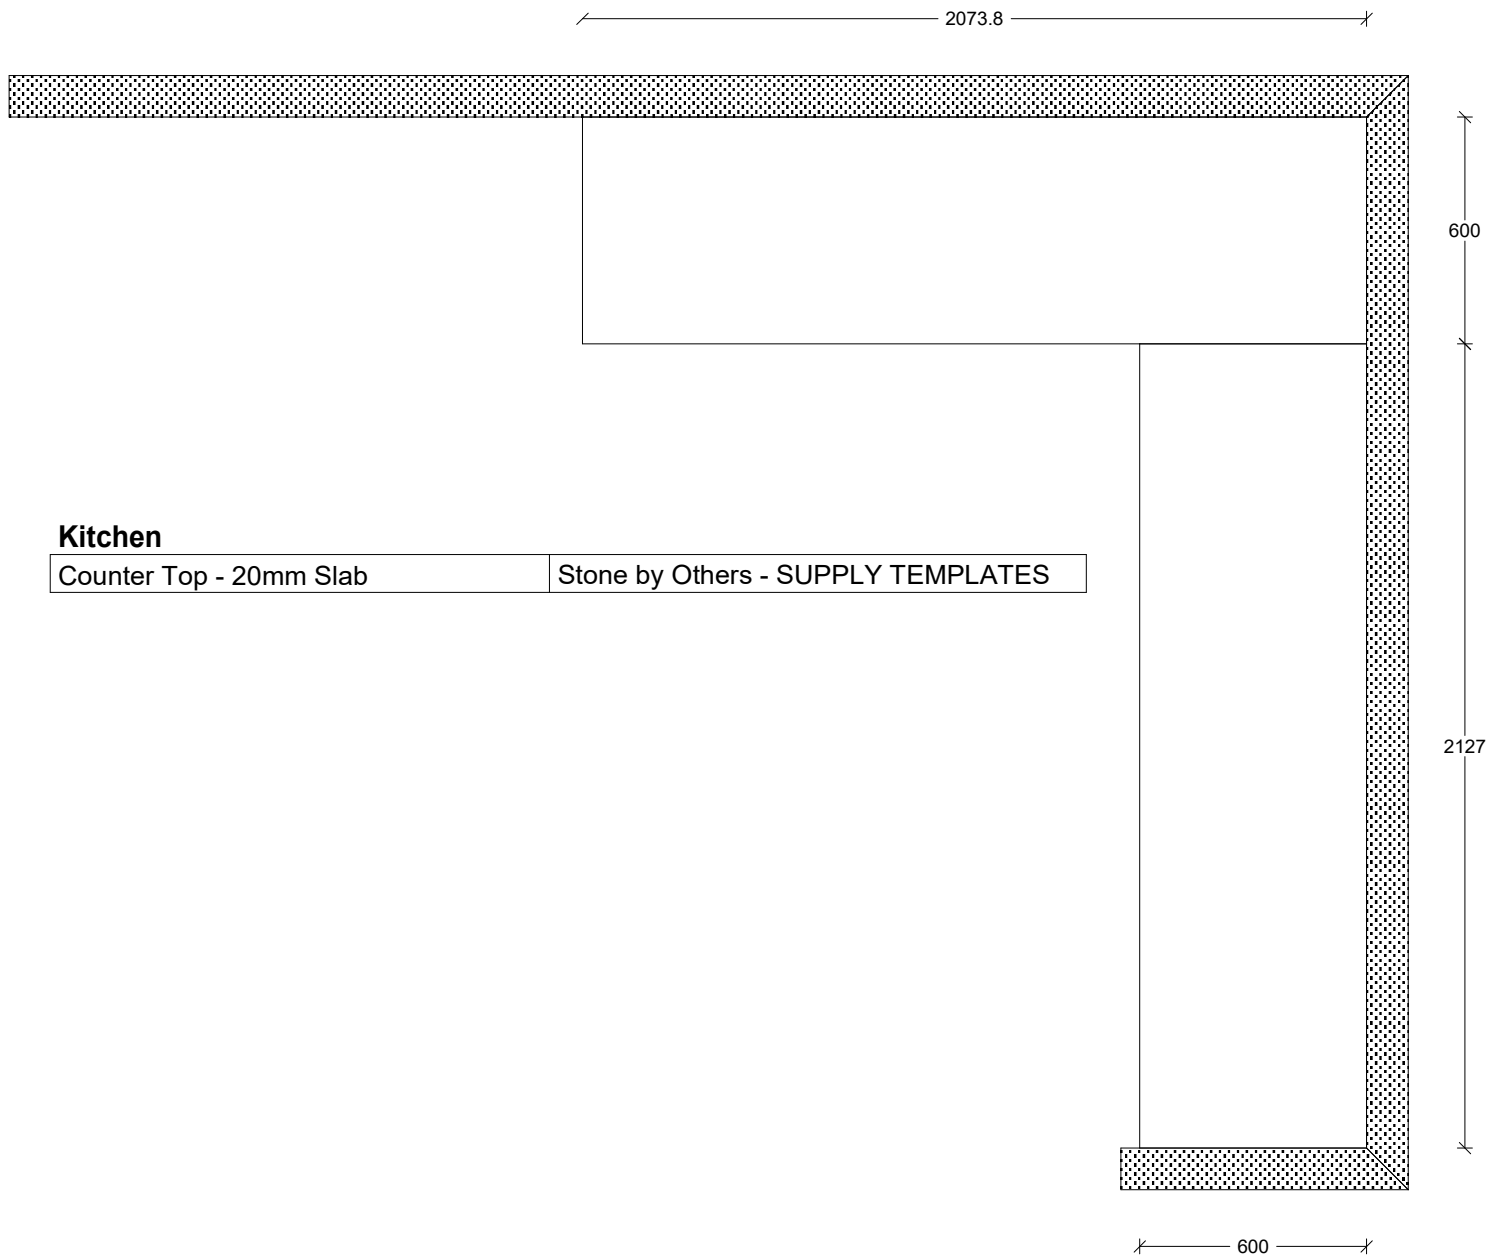 2073.8
600
Kitchen
Counter Top - 20mm Slab Stone by Others - SUPPLY TEMPLATES
2127
600